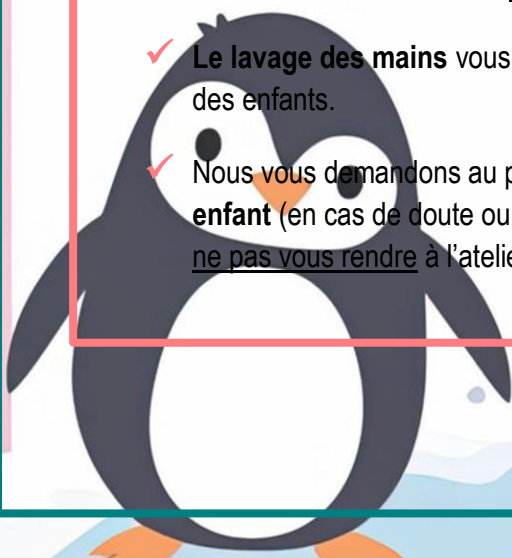 Le lavage des mains vous
des enfants.
Nous vous demandons au p
enfant (en cas de doute ou
ne pas vous rendre à l'atelie